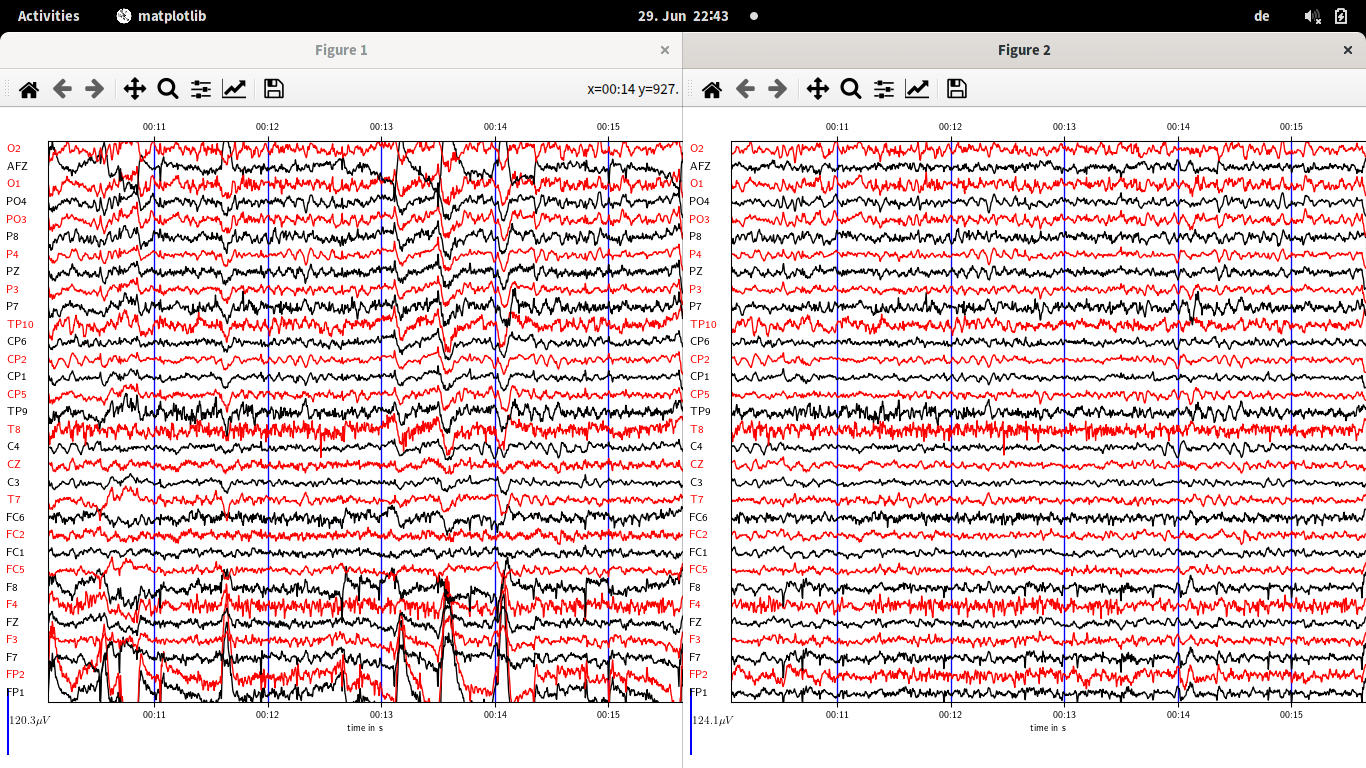 Activities matplotlib 29. Jun 22:43 de
Figure 1
x=00:14 y=927.
00:11 00:12 00:13 00:14 00:15
O2
AFZ
O1
PO4
PO3
P8
P4
PZ
P3
P7
TP10
CP6
CP2
CP1
CP5
TP9
T8
C4
CZ
C3
T7
FC6
FC2
FC1
FC5
F8
F4
FZ
F3
F7
FP2
FP1
00:11 00:12 00:13 00:14 00:15
120.3μV
time in s
Figure 2
00:11 00:12 00:13 00:14 00:15
O2
AFZ
O1
PO4
PO3
P8
P4
PZ
P3
P7
TP10
CP6
CP2
CP1
CP5
TP9
T8
C4
CZ
C3
T7
FC6
FC2
FC1
FC5
F8
F4
FZ
F3
F7
FP2
FP1
00:11 00:12 00:13 00:14 00:15
124.1μV
time in s